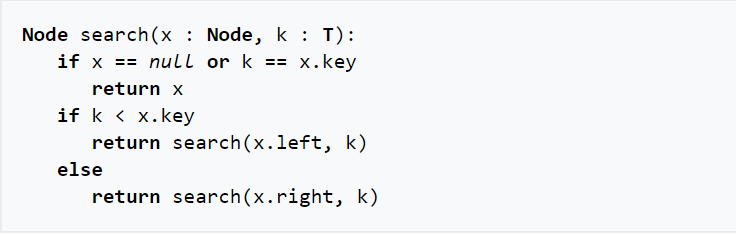 Node search(x : Node, k : T):
   if x == null or k == x.key
      return x
   if k < x.key
      return search(x.left, k)
   else
      return search(x.right, k)